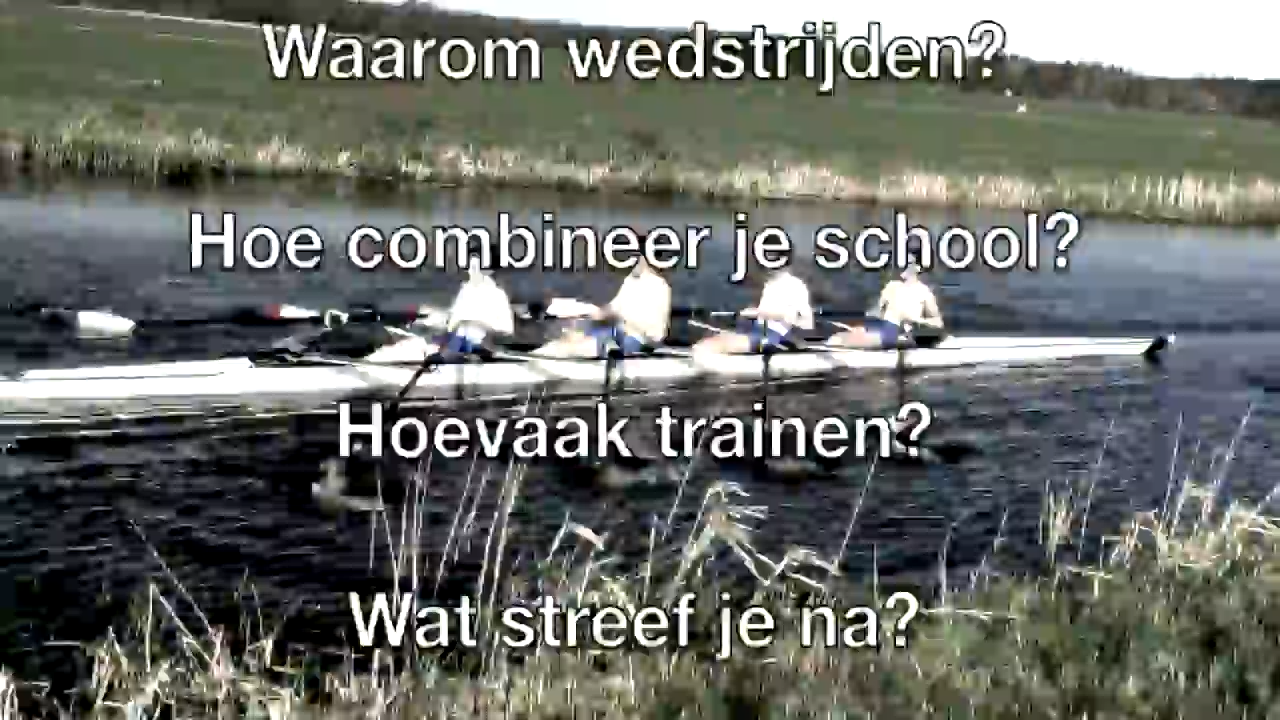 Waarom wedstrijden?
Hoe combineer je school?
Hoevaak trainen?
Wat streef je na?